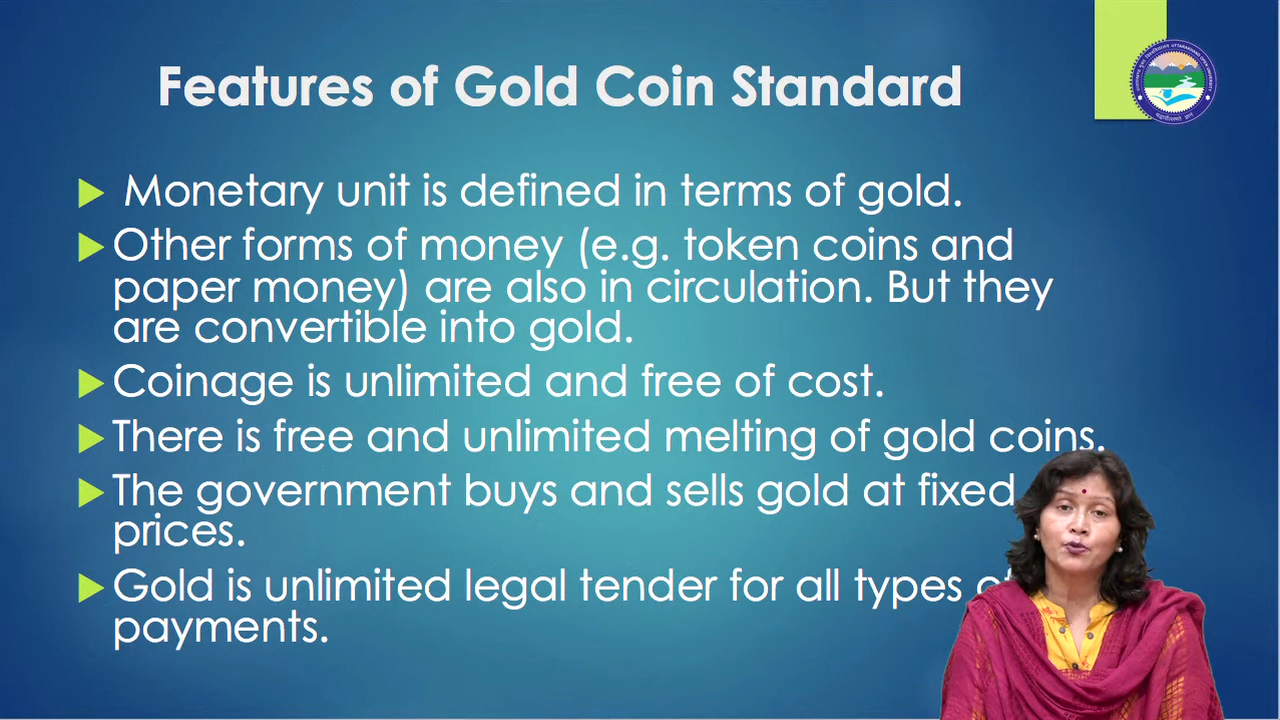 Features of Gold Coin Standard
Monetary unit is defined in terms of gold.
Other forms of money (e.g. token coins and
paper money) are also in circulation. But they
are convertible into gold.
Coinage is unlimited and free of cost.
There is free and unlimited melting of gold coins.
The government buys and sells gold at fixed
prices.
Gold is unlimited legal tender for all types
payments.